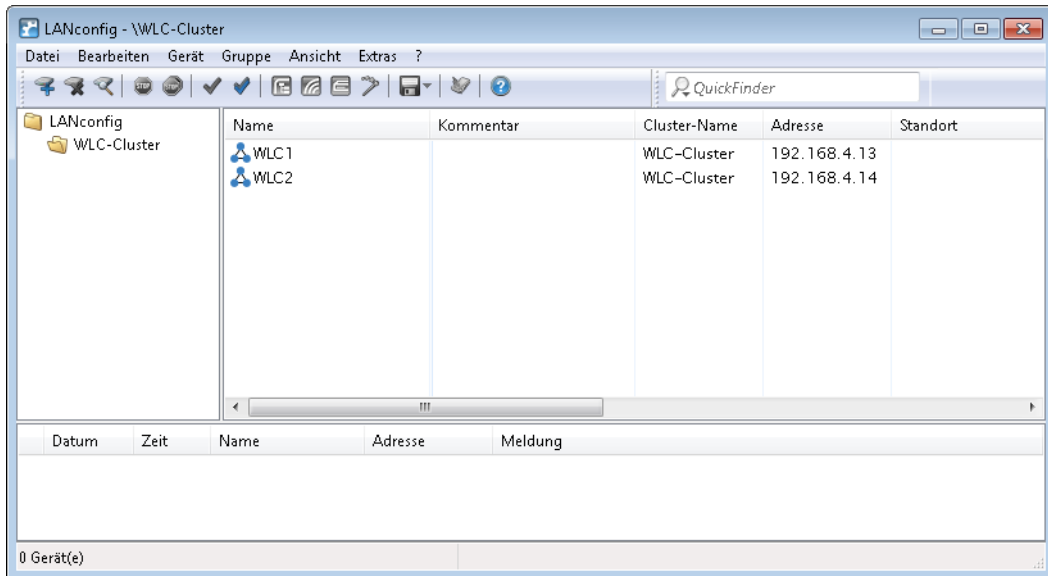 LANconfig - \WLC-Cluster
Datei Bearbeiten Gerät Gruppe Ansicht Extras ?
STOP STOP QuickFinder
LANconfig
WLC-Cluster
Name Kommentar Cluster-Name Adresse Standort
WLC1 WLC-Cluster 192.168.4.13
WLC2 WLC-Cluster 192.168.4.14
Datum Zeit Name Adresse Meldung
0 Gerät(e)